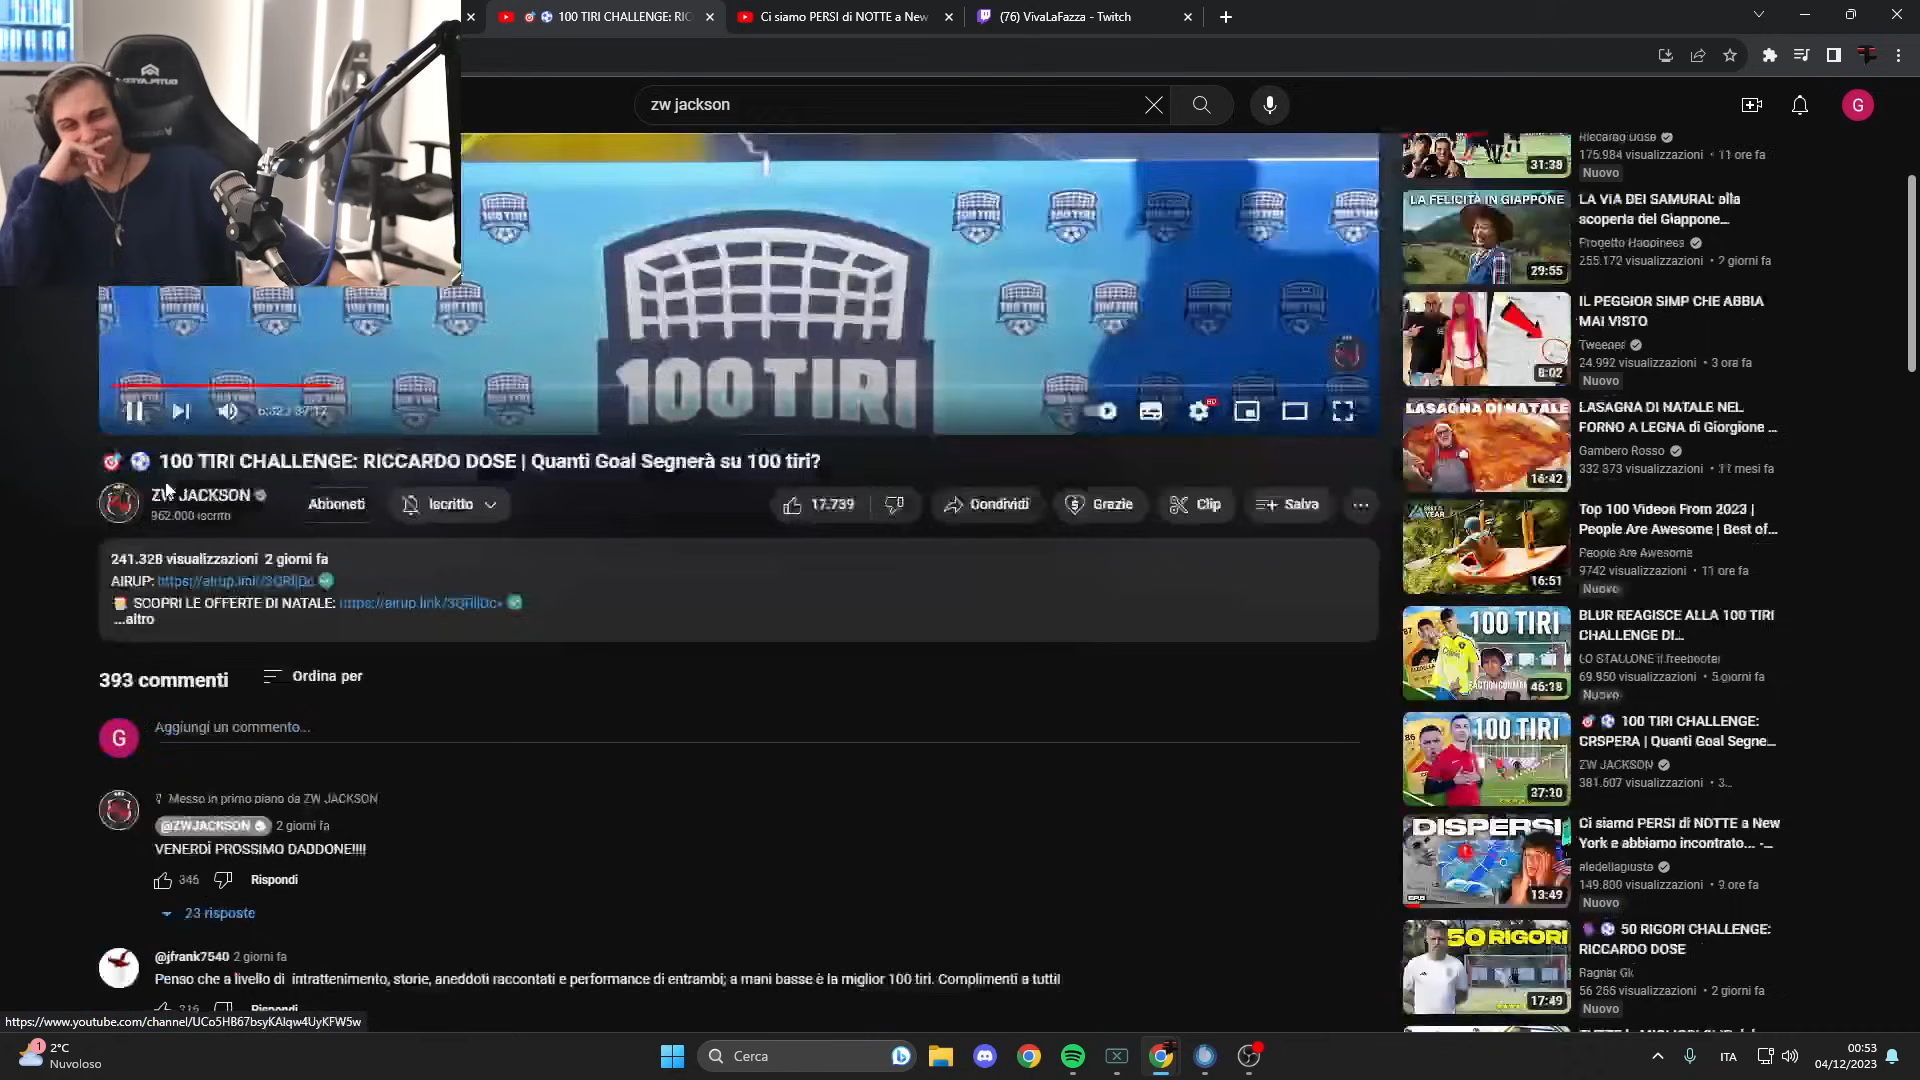 100 TIRI CHALLENGE: RIC
Ci siamo PERSI di NOTTE a New
(76) VivaLaFazza - Twitch
zw jackson
G
100 TIRI
100 TIRI CHALLENGE: RICCARDO DOSE | Quanti Goal Segnerà su 100 tiri?
ZW JACKSON
962.000 iscritti
Abbonati
Iscritto
17.739
Condividi
Grazie
Clip
Salva
241.328 visualizzazioni 2 giorni fa
AIRUP:
SCOPRI LE OFFERTE DI NATALE:
...altro
393 commenti
Ordina per
G
Aggiungi un commento...
Messo in primo piano da ZW JACKSON
@ZWJACKSON 2 giorni fa
VENERDÌ PROSSIMO DADDONE!!!!
346
Rispondi
23 risposte
@jfrank7540 2 giorni fa
Penso che a livello di intrattenimento, storie, aneddoti raccontati e performance di entrambi; a mani basse è la miglior 100 tiri. Complimenti a tutti!
316
Rispondi
Riccardo Dose
175.984 visualizzazioni • 11 ore fa
Nuovo
31:38
LA FELICITÀ IN GIAPPONE
29:55
LA VIA DEI SAMURAI: alla
scoperta del Giappone...
Progetto Happiness
255.172 visualizzazioni • 2 giorni fa
8:02
IL PEGGIOR SIMP CHE ABBIA
MAI VISTO
Tweener
24.992 visualizzazioni • 3 ore fa
Nuovo
LASAGNA DI NATALE
16:42
LASAGNA DI NATALE NEL
FORNO A LEGNA di Giorgione ...
Gambero Rosso
332.373 visualizzazioni • 11 mesi fa
16:51
Top 100 Videos From 2023 |
People Are Awesome | Best of...
People Are Awesome
9742 visualizzazioni • 11 ore fa
Nuovo
100 TIRI
46:18
BLUR REAGISCE ALLA 100 TIRI
CHALLENGE DI...
LO STALLONE il freebooter
69.950 visualizzazioni • 5 giorni fa
Nuovo
100 TIRI
37:10
100 TIRI CHALLENGE:
CRSPERA | Quanti Goal Segne...
ZW JACKSON
381.607 visualizzazioni • 3...
DISPERSI
13:49
Ci siamo PERSI di NOTTE a New
York e abbiamo incontrato... -...
aledellagiusta
149.800 visualizzazioni • 9 ore fa
Nuovo
50 RIGORI
17:49
50 RIGORI CHALLENGE:
RICCARDO DOSE
Ragnar Gk
56 266 visualizzazioni • 2 giorni fa
Nuovo
https://www.youtube.com/channel/UCo5HB67bsyKAlqw4UyKFW5w
1
2°C
Nuvoloso
Cerca
ITA
00:53
04/12/2023